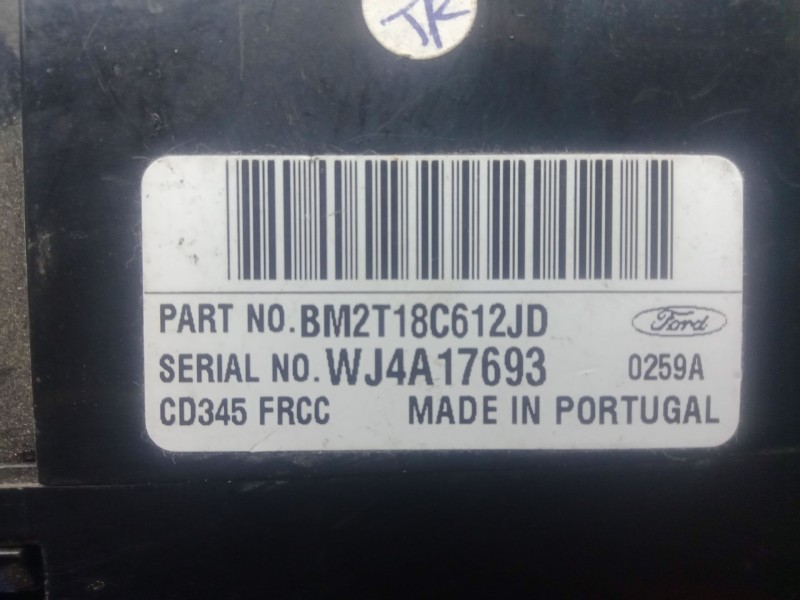 JK
PART NO. BM2T18C612JD
Ford
SERIAL NO. WJ4A17693 0259A
CD345 FRCC MADE IN PORTUGAL